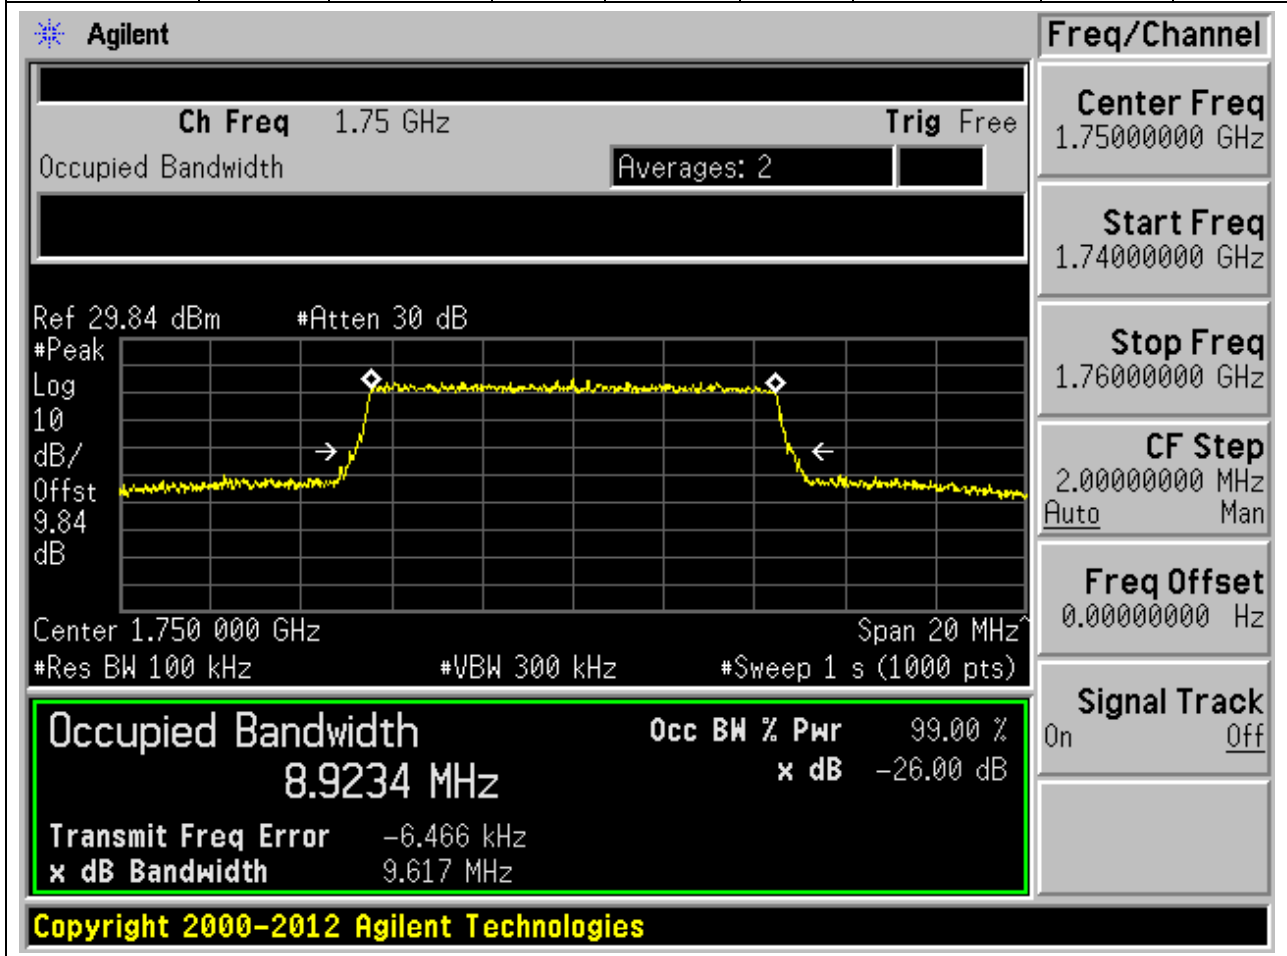 Agilent
Freq/Channel
Ch Freq 1.75 GHz Trig Free
Occupied Bandwidth Averages: 2
Center Freq
1.75000000 GHz
Start Freq
1.74000000 GHz
Stop Freq
1.76000000 GHz
CF Step
2.00000000 MHz
Auto Man
Freq Offset
0.00000000 Hz
Signal Track
On Off
Ref 29.84 dBm #Atten 30 dB
#Peak
Log
10
dB/
Offst
9.84
dB
Center 1.750 000 GHz Span 20 MHz^
#Res BW 100 kHz #VBW 300 kHz #Sweep 1 s (1000 pts)
Occupied Bandwidth
8.9234 MHz
Occ BW % Pwr 99.00 %
x dB -26.00 dB
Transmit Freq Error -6.466 kHz
x dB Bandwidth 9.617 MHz
Copyright 2000-2012 Agilent Technologies